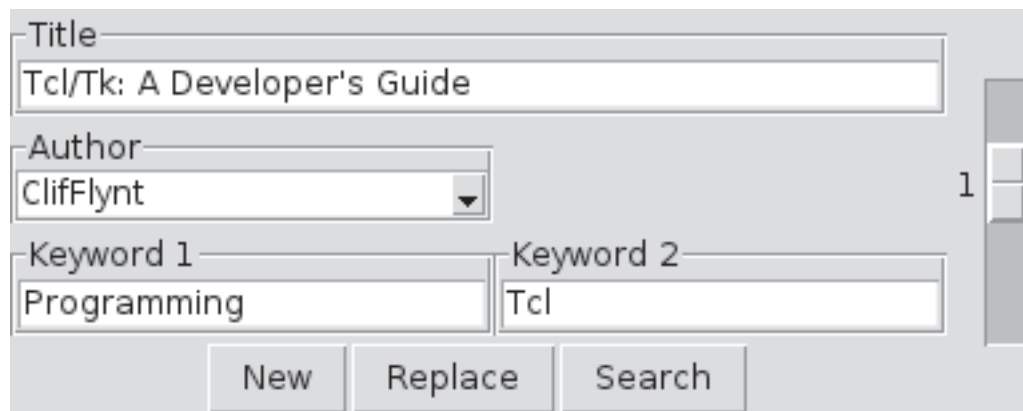 Title
Tcl/Tk: A Developer's Guide
Author
ClifFlynt
1
Keyword 1
Keyword 2
Programming
Tcl
New
Replace
Search